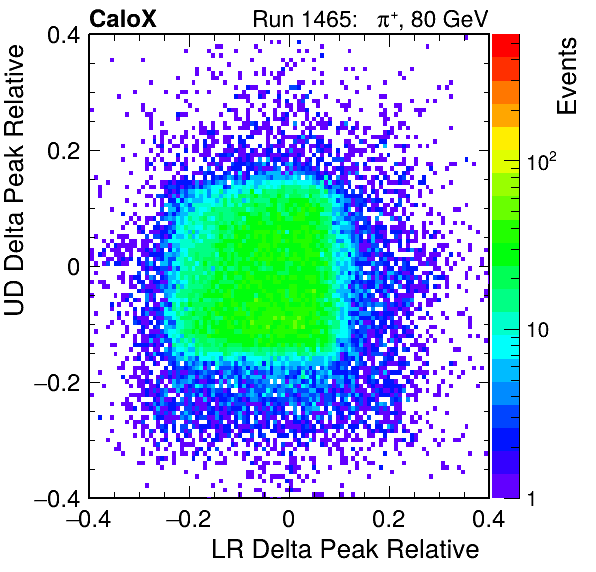 CaloX Run 1465: π⁺, 80 GeV
Events
UD Delta Peak Relative
0.4
0.2
0
−0.2
−0.4
−0.4 −0.2 0 0.2 0.4
LR Delta Peak Relative
10²
10
1